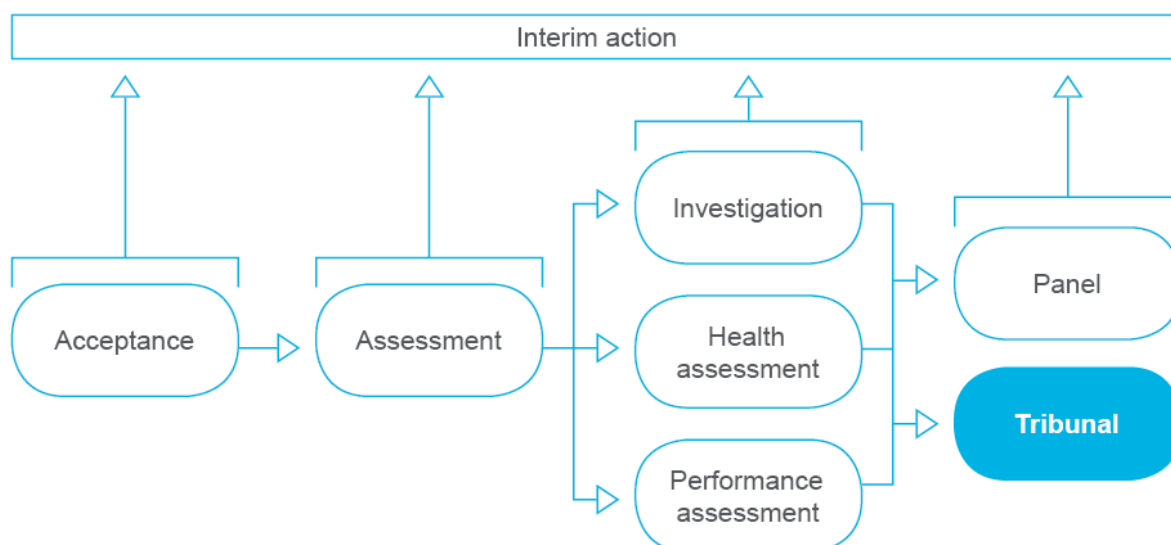 Interim action
Acceptance
Assessment
Investigation
Health
assessment
Performance
assessment
Panel
Tribunal